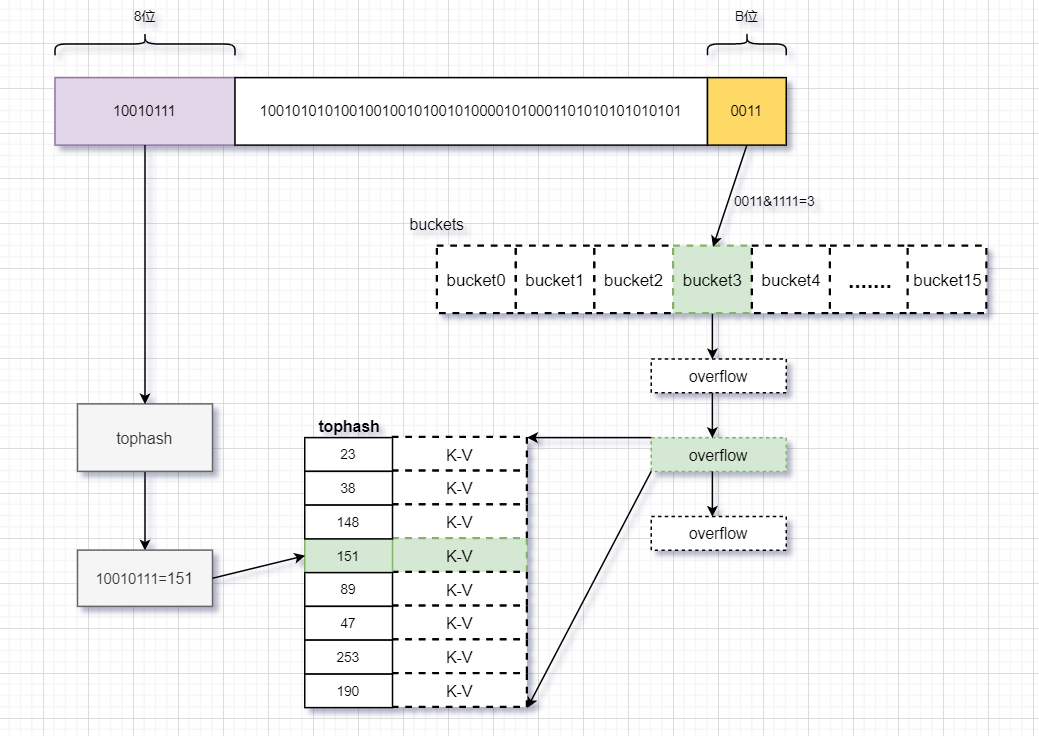 8位
B位
10010111
1001010101001001001010010100001010001101010101010101
0011
0011&1111=3
buckets
bucket0
bucket1
bucket2
bucket3
bucket4
.......
bucket15
overflow
tophash
tophash
overflow
23
K-V
38
K-V
148
K-V
overflow
151
K-V
10010111=151
89
K-V
47
K-V
253
K-V
190
K-V